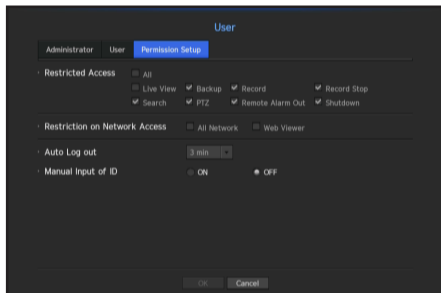 User
Administrator User Permission Setup
Restricted Access All
Live View Backup Record Record Stop
Search PTZ Remote Alarm Out Shutdown
Restriction on Network Access All Network Web Viewer
Auto Log out 3 min
Manual Input of ID ON OFF
OK Cancel